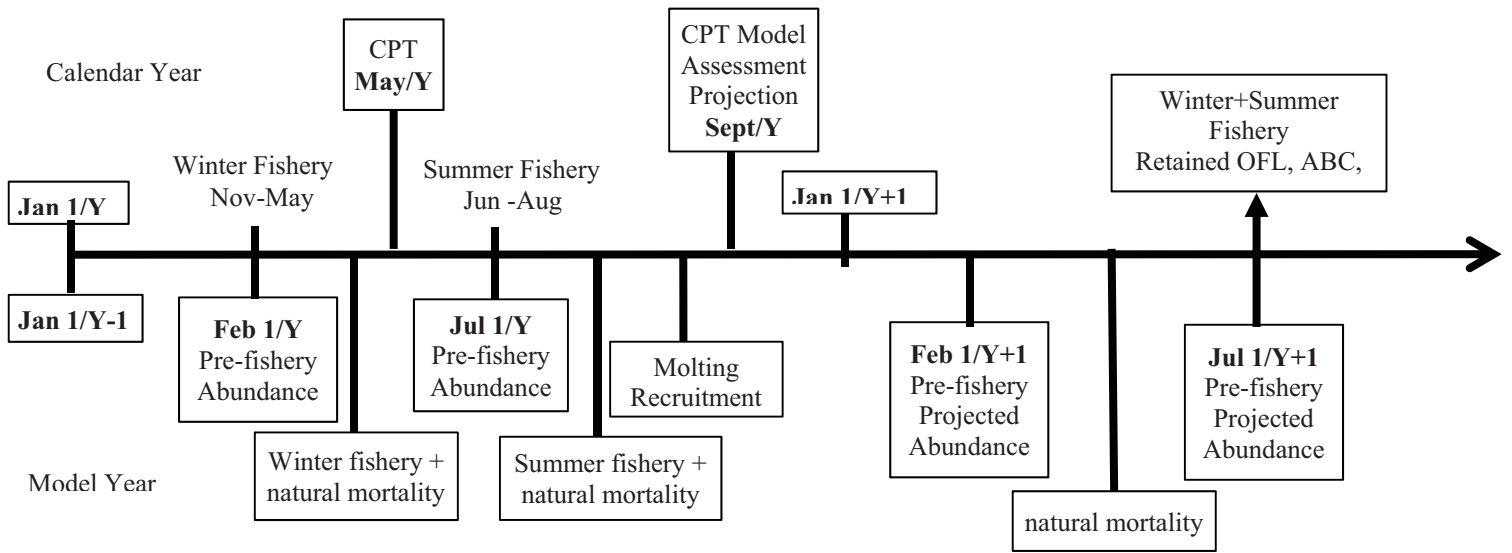 Calendar Year
CPT
May/Y
CPT Model
Assessment
Projection
Sept/Y
Winter+Summer
Fishery
Retained OFL, ABC,
Winter Fishery
Nov-May
Summer Fishery
Jun -Aug
Jan 1/Y
Jan 1/Y+1
Jan 1/Y-1
Feb 1/Y
Pre-fishery
Abundance
Jul 1/Y
Pre-fishery
Abundance
Molting
Recruitment
Feb 1/Y+1
Pre-fishery
Projected
Abundance
Jul 1/Y+1
Pre-fishery
Projected
Abundance
Model Year
Winter fishery +
natural mortality
Summer fishery +
natural mortality
natural mortality